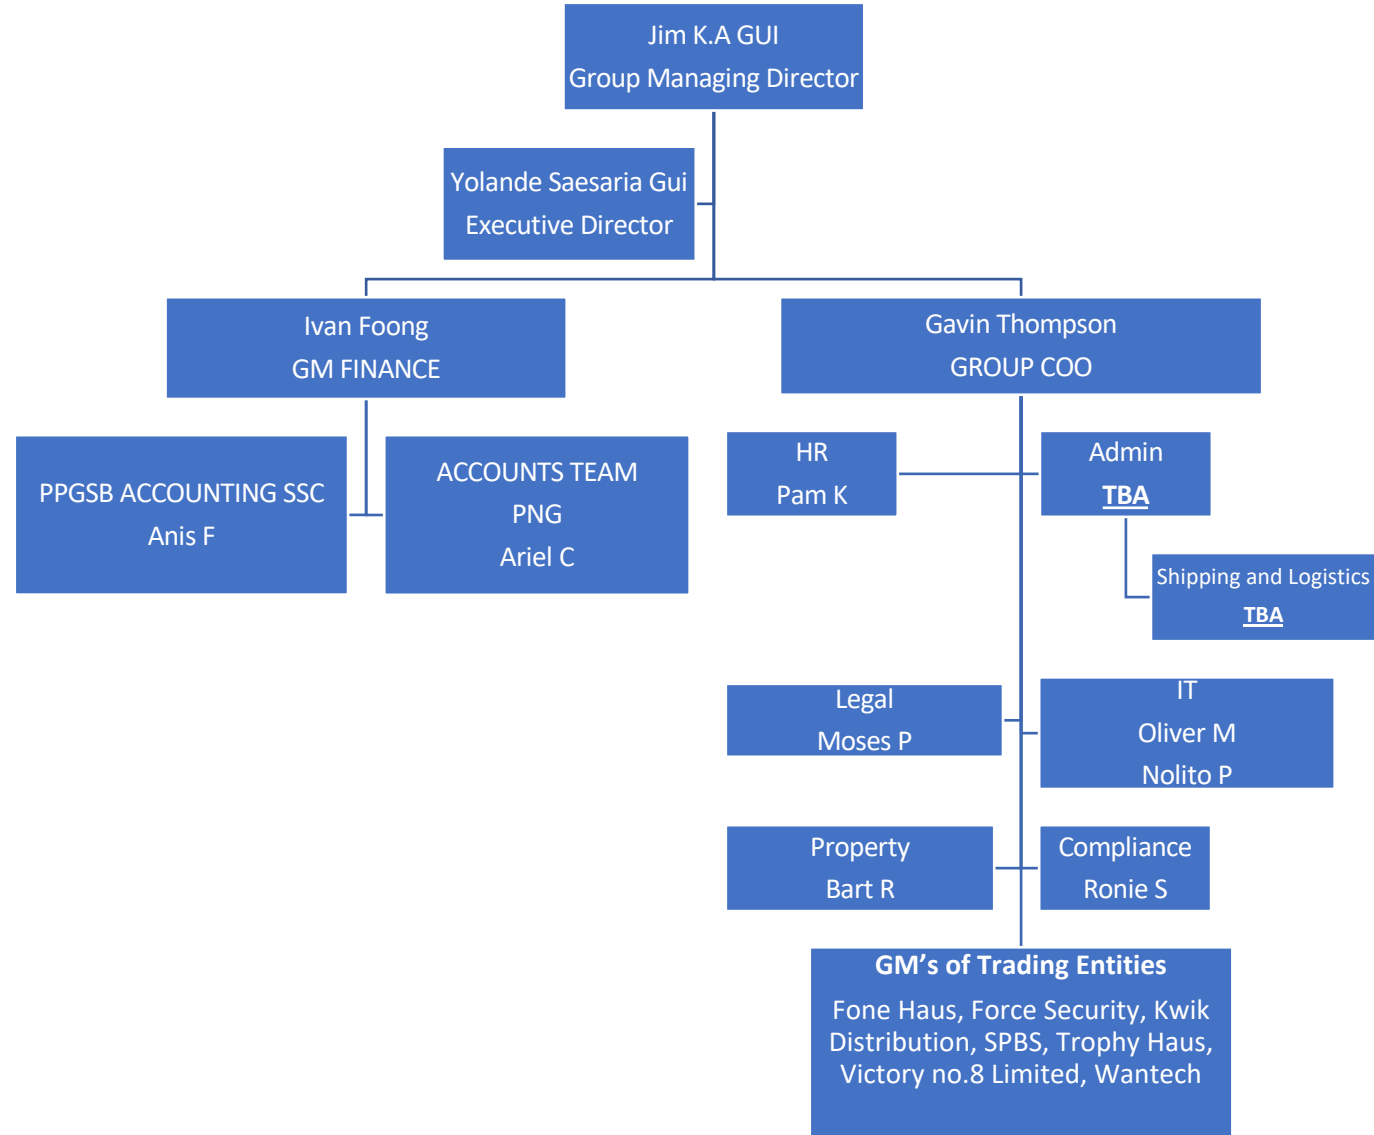 Jim K.A GUI
Group Managing Director
Yolande Saesaria Gui
Executive Director
Ivan Foong
GM FINANCE
Gavin Thompson
GROUP COO
PPGSB ACCOUNTING SSC
Anis F
ACCOUNTS TEAM
PNG
Ariel C
HR
Pam K
Admin
TBA
Shipping and Logistics
TBA
Legal
Moses P
IT
Oliver M
Nolito P
Property
Bart R
Compliance
Ronie S
GM’s of Trading Entities
Fone Haus, Force Security, Kwik
Distribution, SPBS, Trophy Haus,
Victory no.8 Limited, Wantech